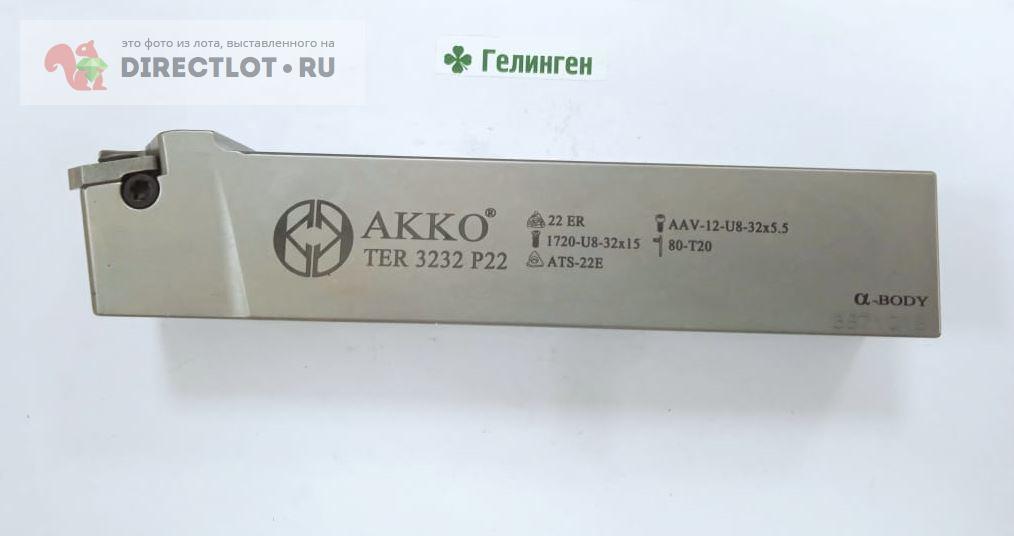 это фото из лота, выставленного на
DIRECTLOT.RU
Гелинген
AKKO®
TER 3232 P22
22 ER
1720-U8-32x15
ATS-22E
AAV-12-U8-32x5.5
80-T20
α-BODY